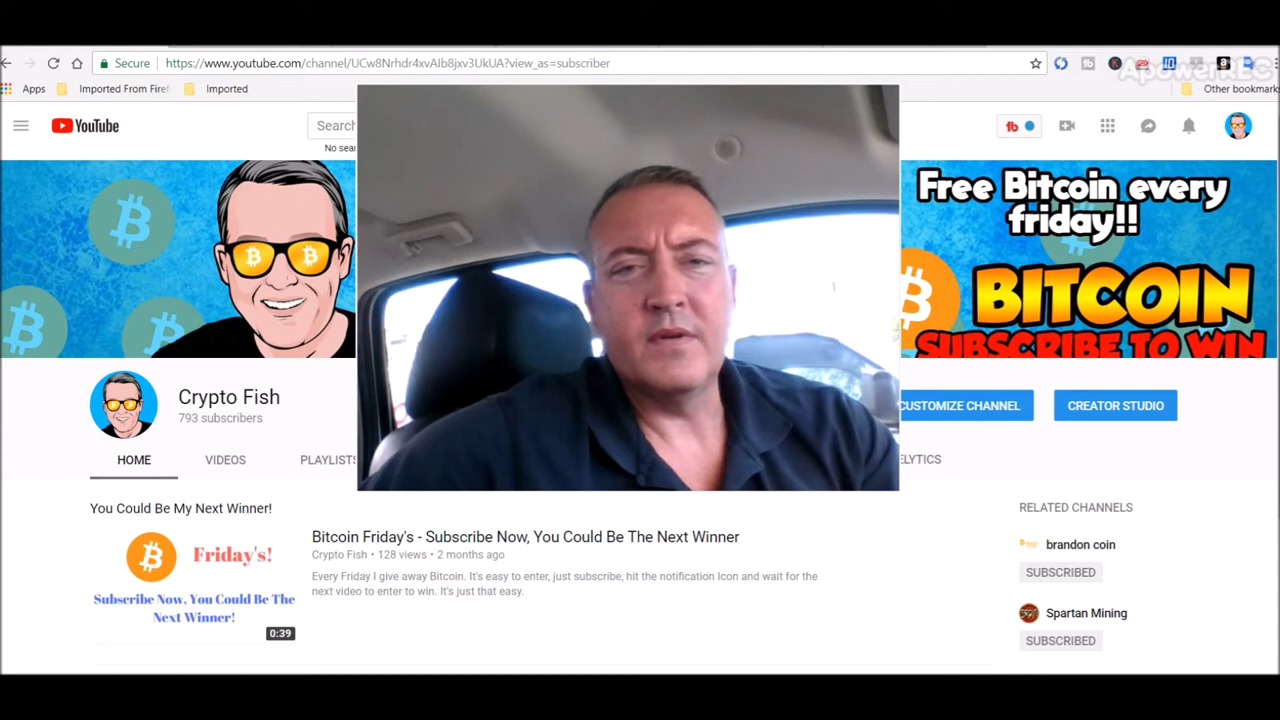 ApowerREC
Secure https://www.youtube.com/channel/UCw8Nrhdr4xvAIb8jxv3UkUA?view_as=subscriber
Apps Imported From Firef Imported Other bookmarks
YouTube
Search
No sear
Free Bitcoin every
friday!!
BITCOIN
SUBSCRIBE TO WIN
Crypto Fish
793 subscribers
CUSTOMIZE CHANNEL CREATOR STUDIO
HOME VIDEOS PLAYLISTS LYTICS
You Could Be My Next Winner!
RELATED CHANNELS
Friday's!
Subscribe Now, You Could Be The
Next Winner!
0:39
Bitcoin Friday's - Subscribe Now, You Could Be The Next Winner
Crypto Fish • 128 views • 2 months ago
Every Friday I give away Bitcoin. It's easy to enter, just subscribe, hit the notification Icon and wait for the
next video to enter to win. It's just that easy.
brandon coin
SUBSCRIBED
Spartan Mining
SUBSCRIBED